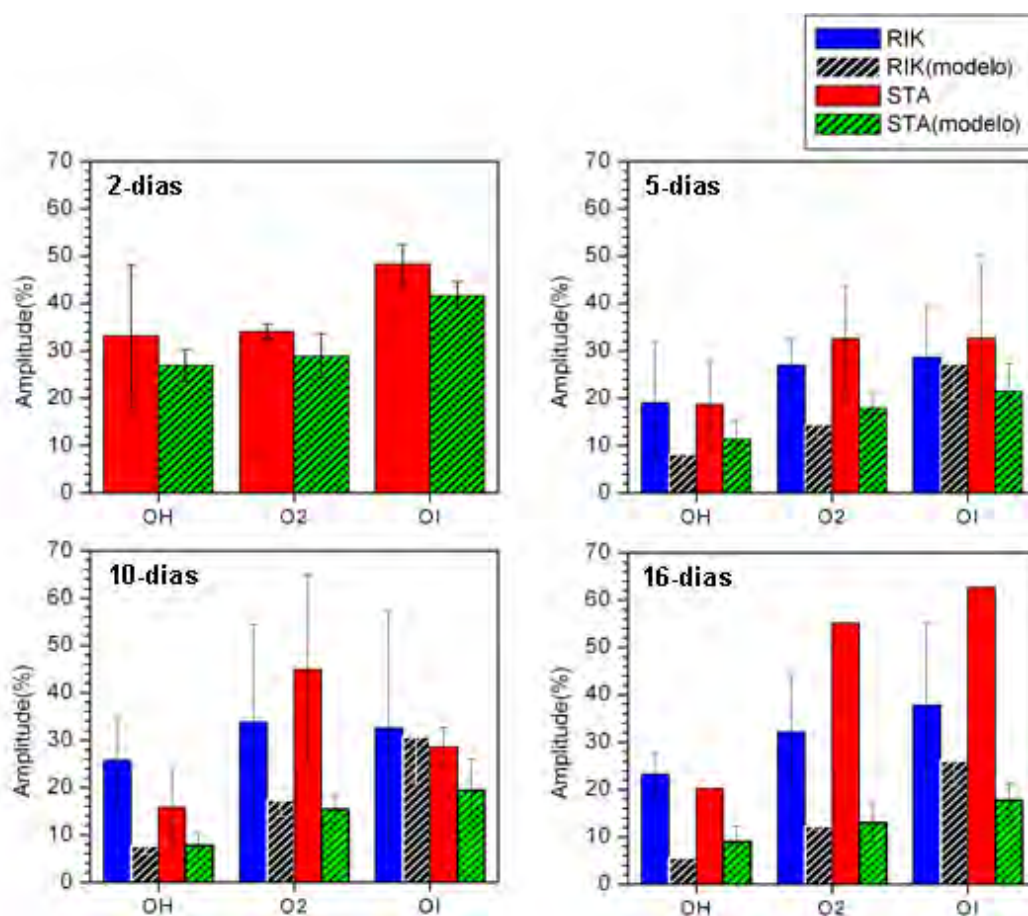 RIK
RIK(modelo)
STA
STA(modelo)
2-dias
Amplitude(%)
70
60
50
40
30
20
10
0
OH
O2
OI
5-dias
Amplitude(%)
70
60
50
40
30
20
10
0
OH
O2
OI
10-dias
Amplitude(%)
70
60
50
40
30
20
10
0
OH
O2
OI
16-dias
Amplitude(%)
70
60
50
40
30
20
10
0
OH
O2
OI